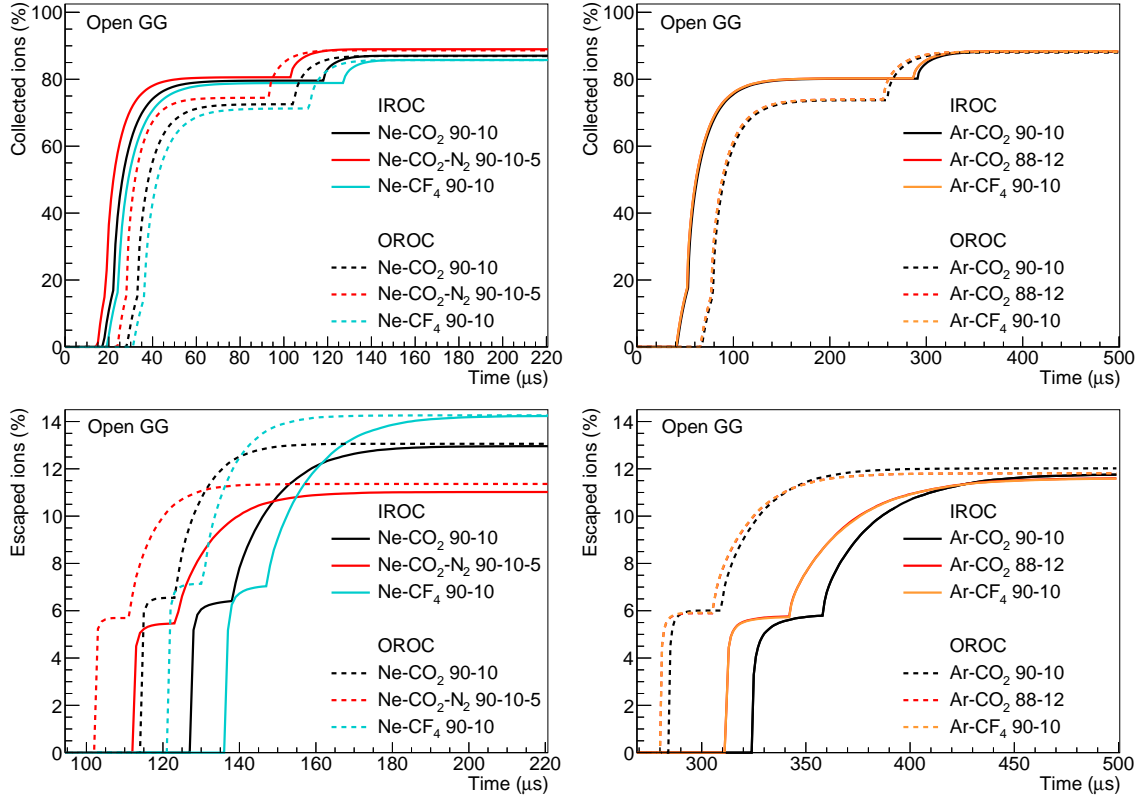 Open GG
Collected ions (%)
100
80
60
40
20
0
IROC
Ne-CO₂ 90-10
Ne-CO₂-N₂ 90-10-5
Ne-CF₄ 90-10
OROC
Ne-CO₂ 90-10
Ne-CO₂-N₂ 90-10-5
Ne-CF₄ 90-10
0 20 40 60 80 100 120 140 160 180 200 220
Time (μs)
Open GG
Collected ions (%)
100
80
60
40
20
0
IROC
Ar-CO₂ 90-10
Ar-CO₂ 88-12
Ar-CF₄ 90-10
OROC
Ar-CO₂ 90-10
Ar-CO₂ 88-12
Ar-CF₄ 90-10
0 100 200 300 400 500
Time (μs)
Open GG
Escaped ions (%)
14
12
10
8
6
4
2
0
IROC
Ne-CO₂ 90-10
Ne-CO₂-N₂ 90-10-5
Ne-CF₄ 90-10
OROC
Ne-CO₂ 90-10
Ne-CO₂-N₂ 90-10-5
Ne-CF₄ 90-10
100 120 140 160 180 200 220
Time (μs)
Open GG
Escaped ions (%)
14
12
10
8
6
4
2
0
IROC
Ar-CO₂ 90-10
Ar-CO₂ 88-12
Ar-CF₄ 90-10
OROC
Ar-CO₂ 90-10
Ar-CO₂ 88-12
Ar-CF₄ 90-10
300 350 400 450 500
Time (μs)